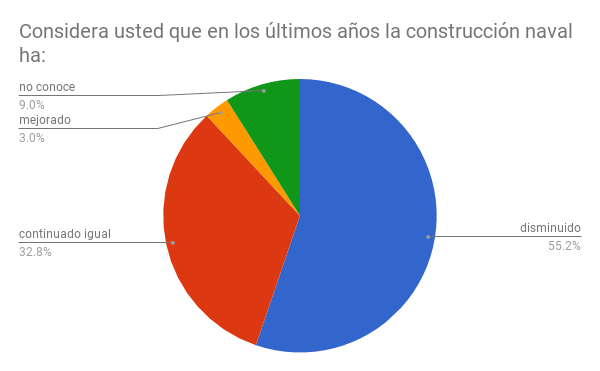 Considera usted que en los últimos años la construcción naval
ha:
no conoce
9.0%
mejorado
3.0%
continuado igual
32.8%
disminuido
55.2%